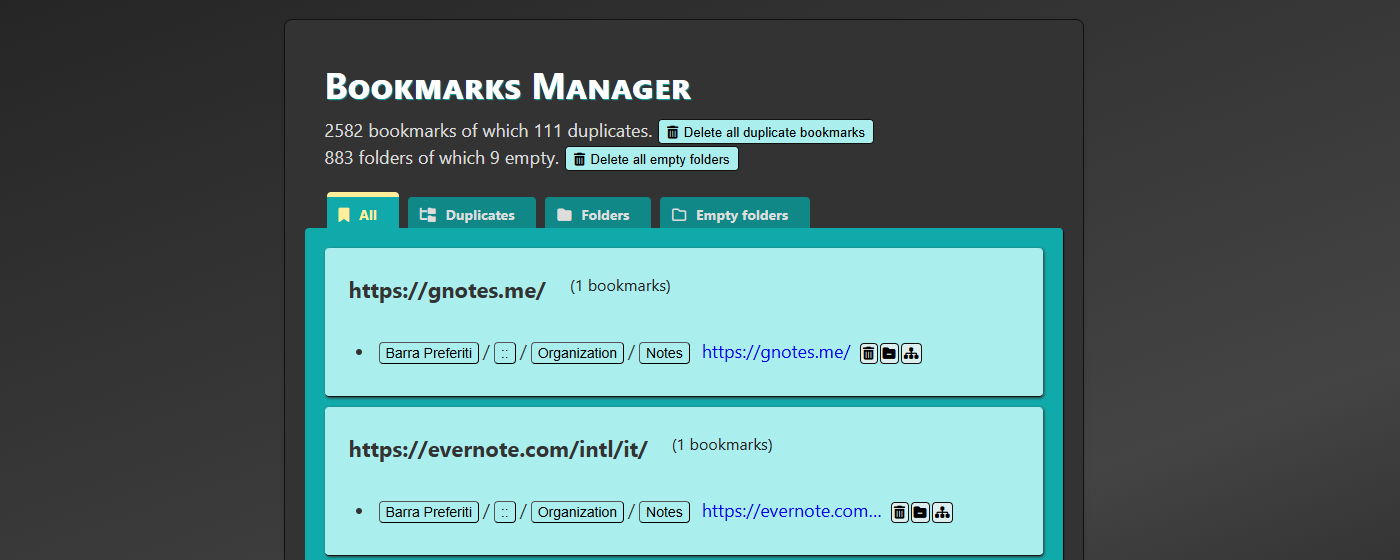 Bookmarks Manager
2582 bookmarks of which 111 duplicates. Delete all duplicate bookmarks
883 folders of which 9 empty. Delete all empty folders
All Duplicates Folders Empty folders
https://gnotes.me/ (1 bookmarks)
Barra Preferiti / :: / Organization / Notes https://gnotes.me/
https://evernote.com/intl/it/ (1 bookmarks)
Barra Preferiti / :: / Organization / Notes https://evernote.com...